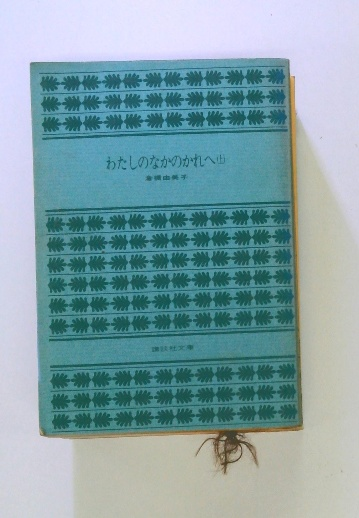 わたしのなかのかれへ㊤
倉橋由美子
講談社文庫